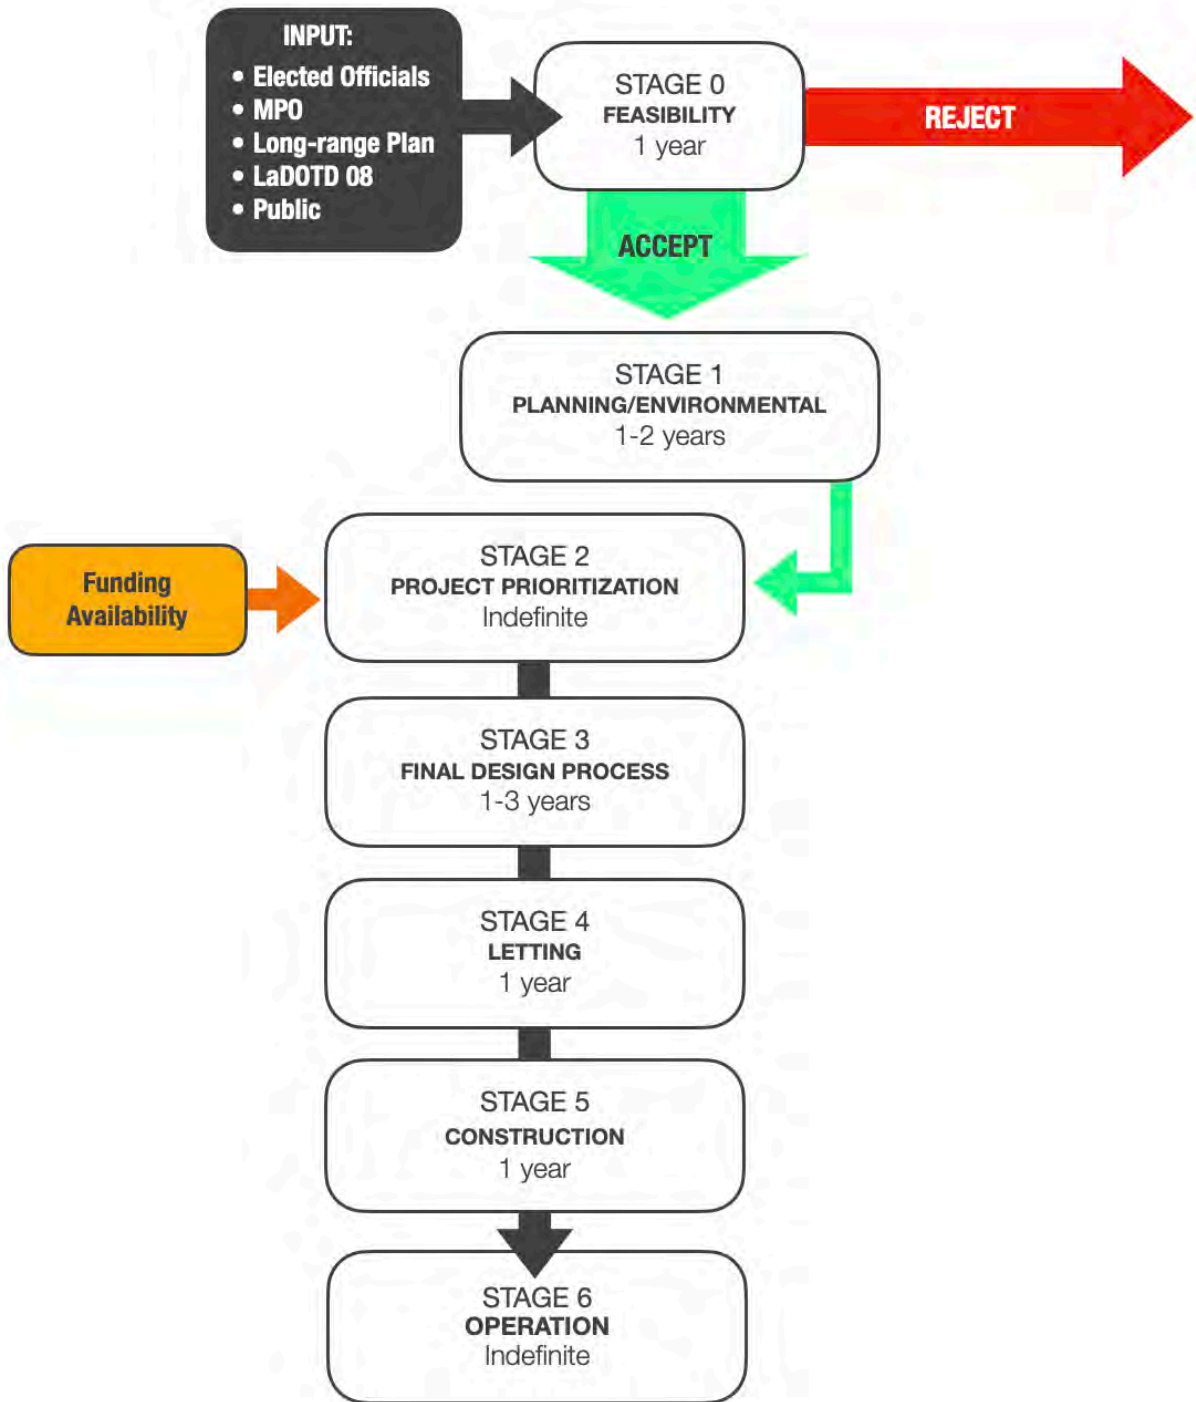 INPUT:
• Elected Officials
• MPO
• Long-range Plan
• LaDOTD 08
• Public
STAGE 0
FEASIBILITY
1 year
REJECT
ACCEPT
STAGE 1
PLANNING/ENVIRONMENTAL
1-2 years
Funding
Availability
STAGE 2
PROJECT PRIORITIZATION
Indefinite
STAGE 3
FINAL DESIGN PROCESS
1-3 years
STAGE 4
LETTING
1 year
STAGE 5
CONSTRUCTION
1 year
STAGE 6
OPERATION
Indefinite